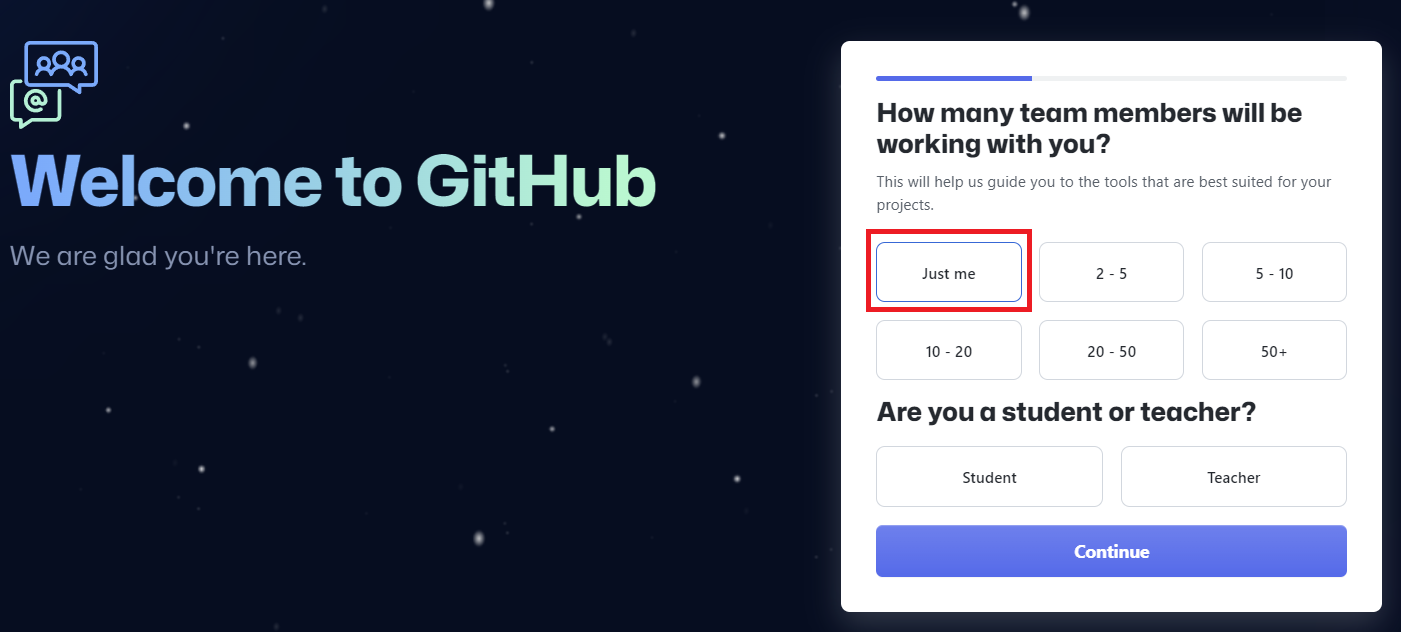 Welcome to GitHub
We are glad you're here.
How many team members will be
working with you?
This will help us guide you to the tools that are best suited for your
projects.
Just me
2 - 5
5 - 10
10 - 20
20 - 50
50+
Are you a student or teacher?
Student
Teacher
Continue